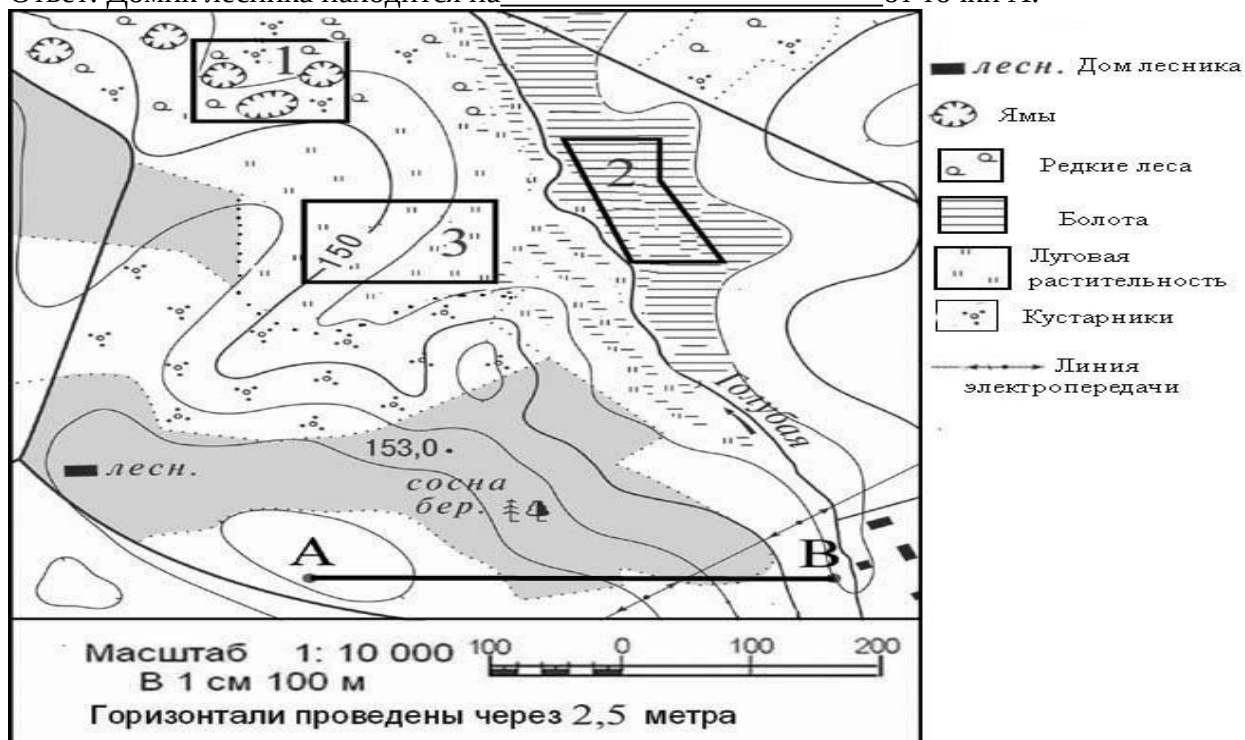 Ответ: Домик лесника находится на________________________________от точки А.
1
2
3
150
Голубая
153,0
лесн.
сосна
бер.
А
В
Масштаб 1: 10 000
В 1 см 100 м
100 0 100 200
Горизонтали проведены через 2,5 метра
лесн. Дом лесника
Ямы
Редкие леса
Болота
Луговая
растительность
Кустарники
Линия
электропередачи